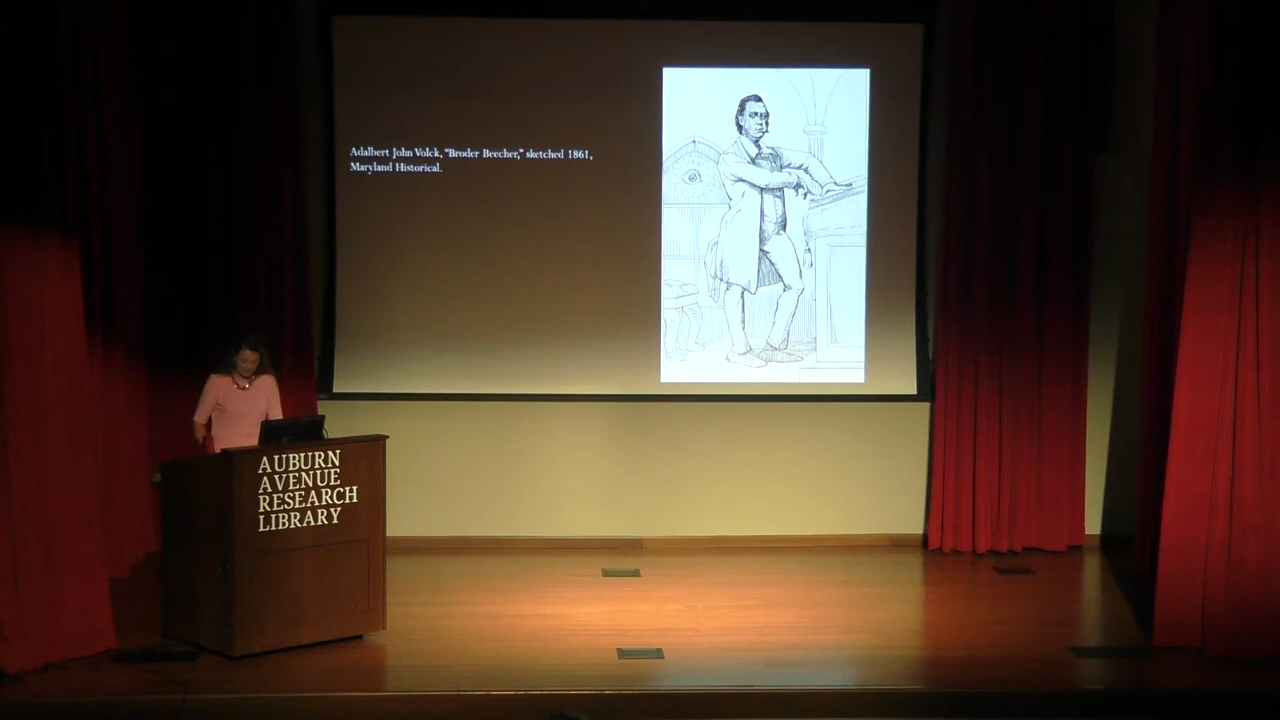 Adalbert John Volck, "Broder Beecher," sketched 1861,
Maryland Historical.
AUBURN
AVENUE
RESEARCH
LIBRARY